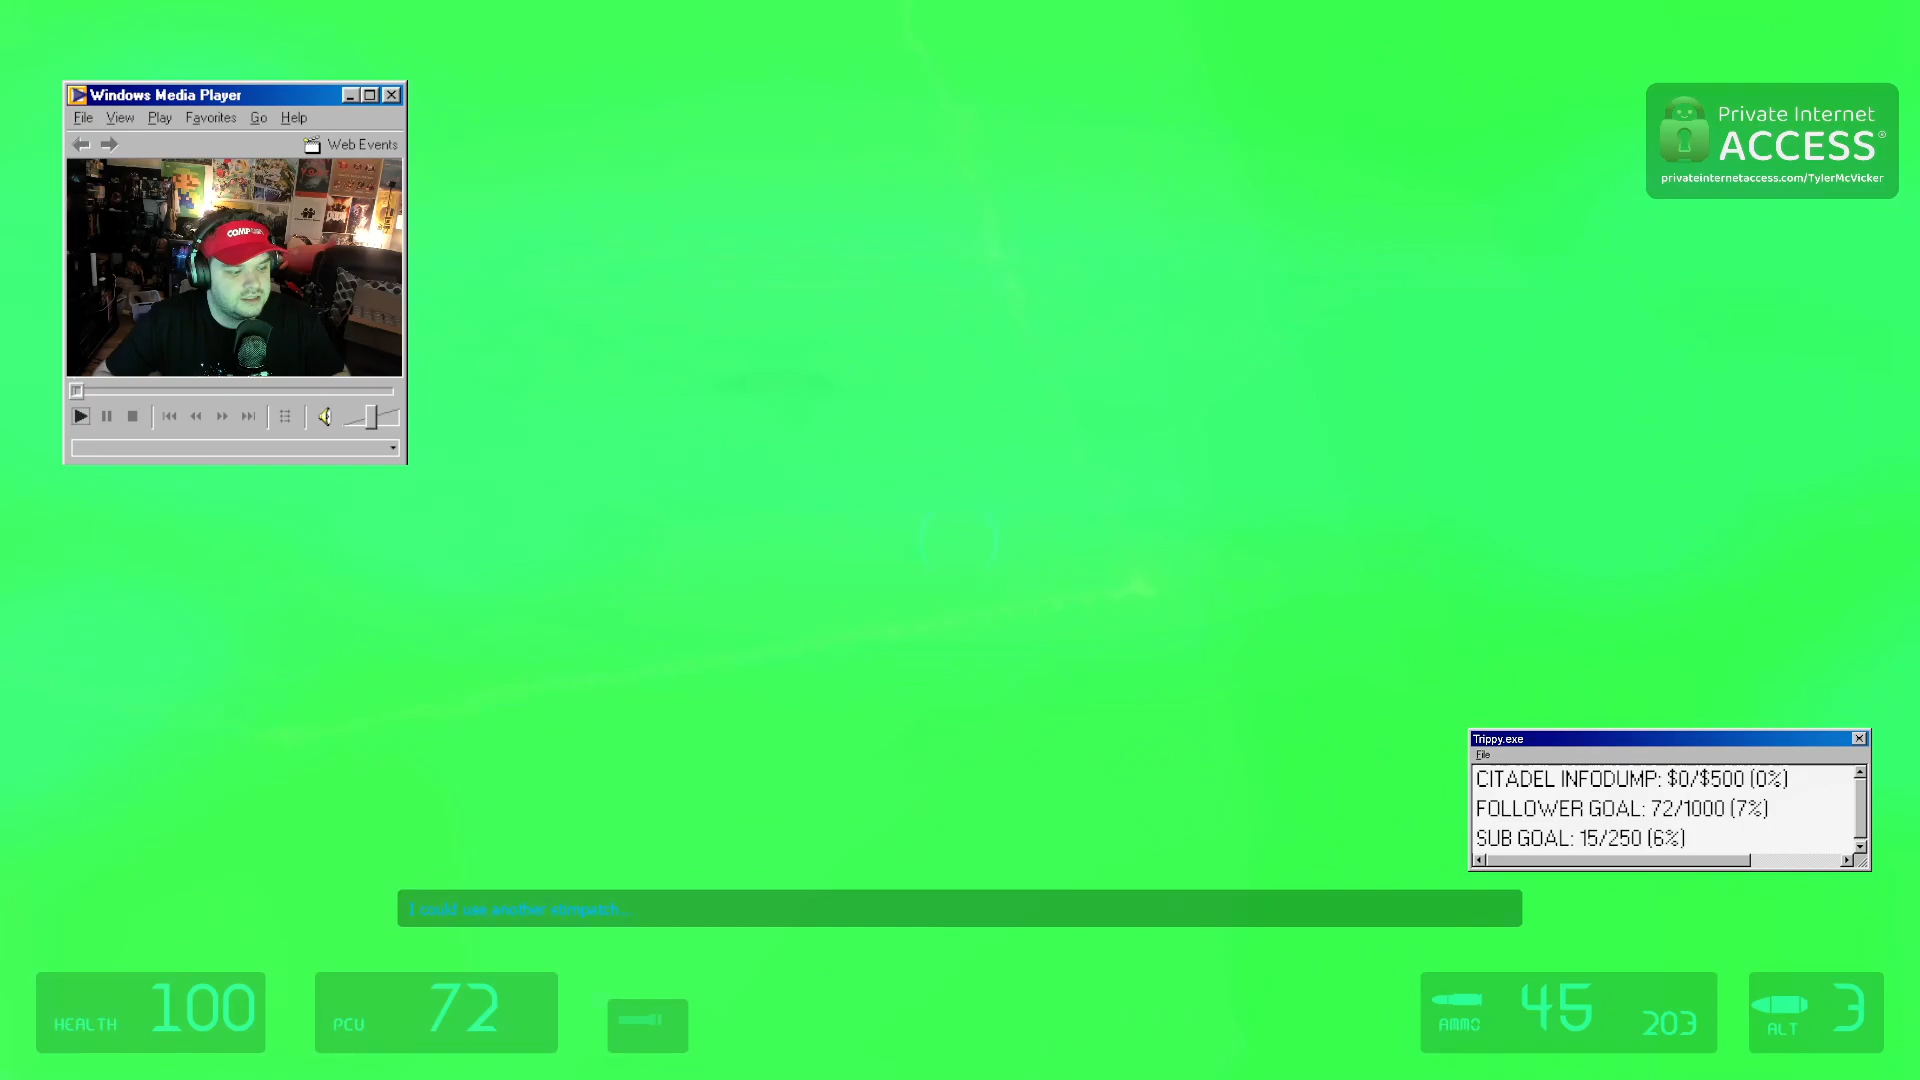 Windows Media Player
File View Play Favorites Go Help
Web Events
COMP
Private Internet
ACCESS®
privateinternetaccess.com/TylerMcVicker
Trippy.exe
File
CITADEL INFODUMP: $0/$500 (0%)
FOLLOWER GOAL: 72/1000 (7%)
SUB GOAL: 15/250 (6%)
I could use another stimpatch...
HEALTH 100
PCU 72
AMMO 45 203
ALT 3